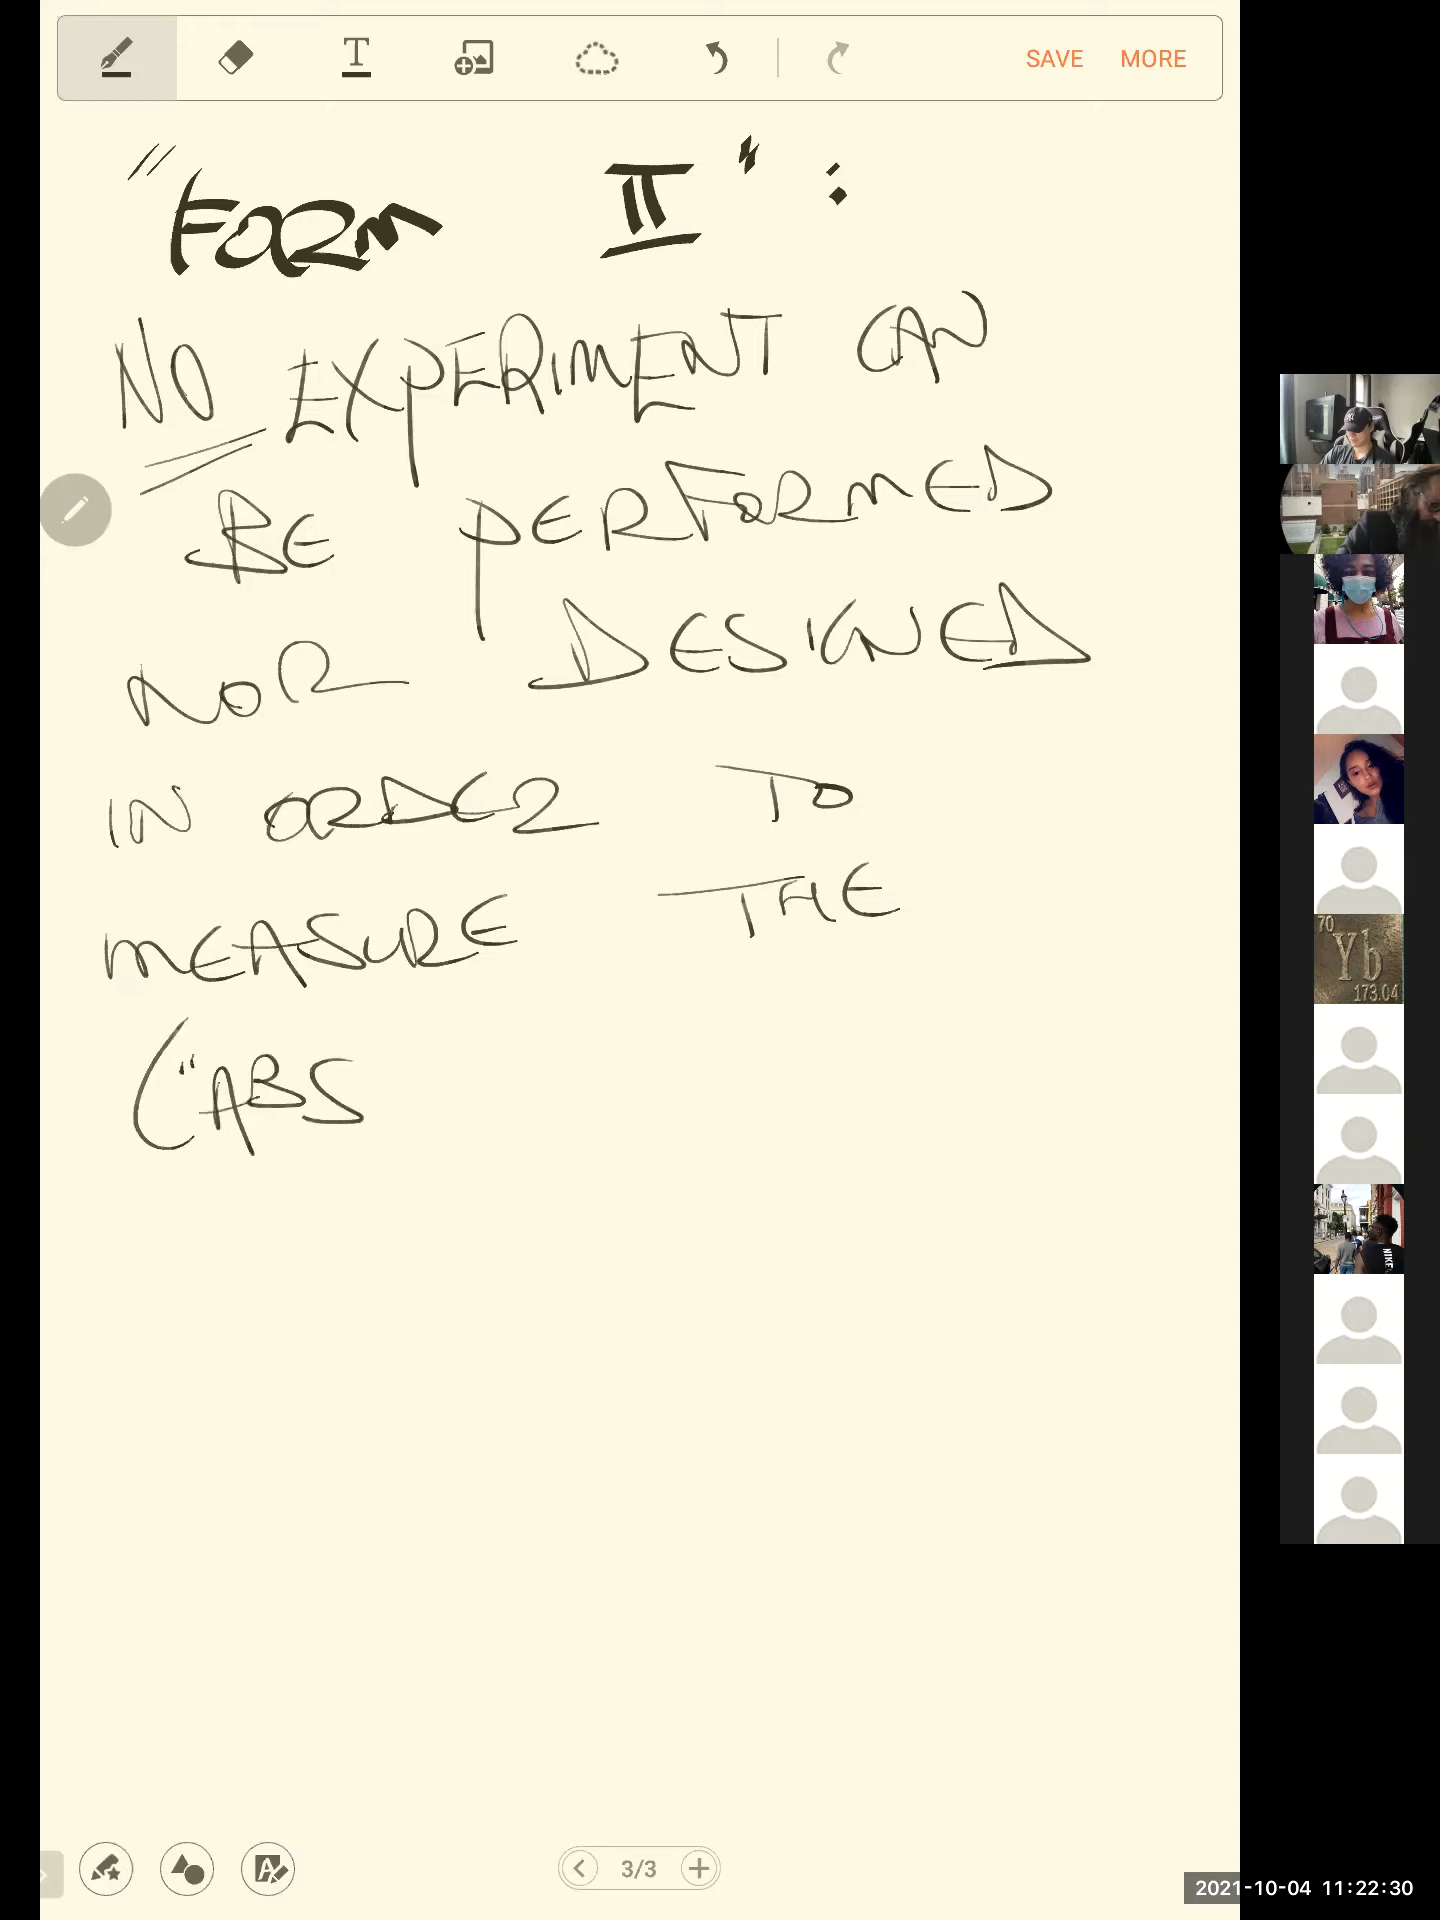 T
SAVE MORE
"FORM II":
NO EXPERIMENT CAN
BE PERFORMED
NOR DESIGNED
IN ORDER TO
MEASURE THE
("ABS
70
Yb
173.04
NIKE
A
3/3
2021-10-04 11:22:30